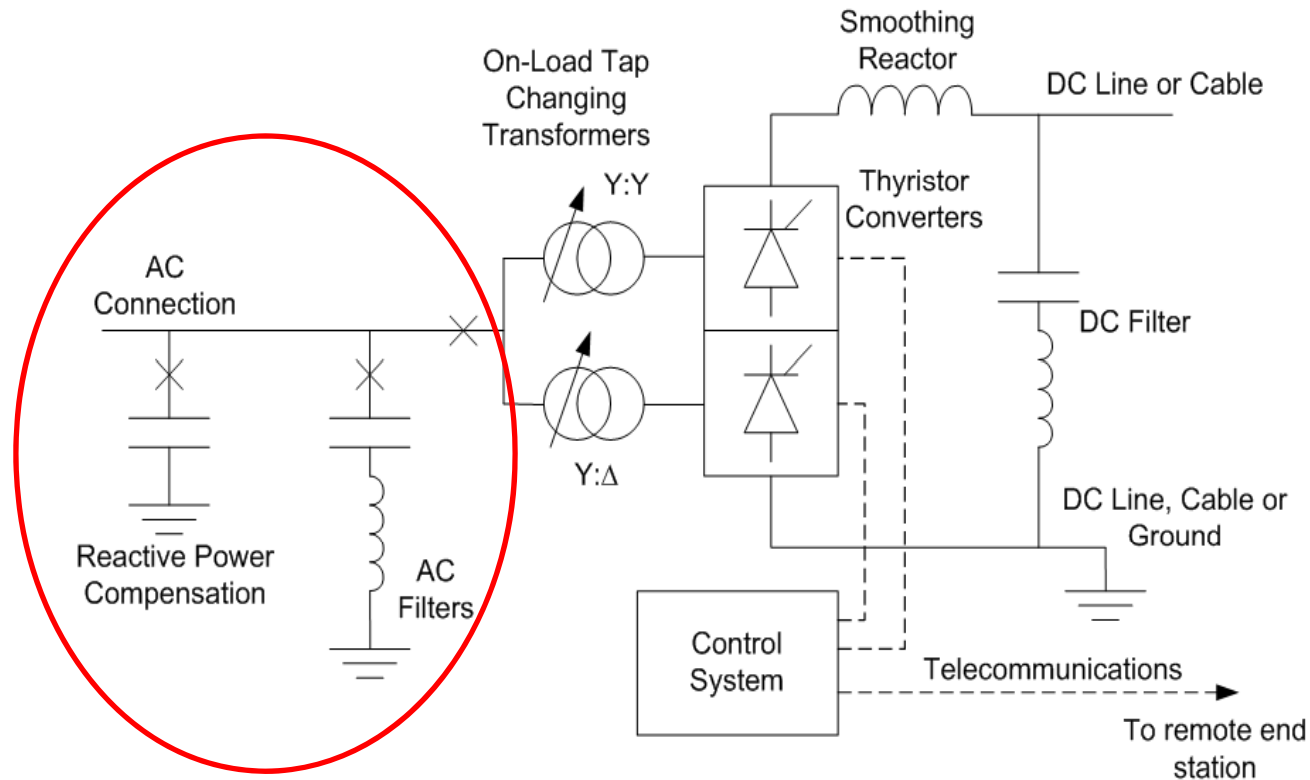 Smoothing
Reactor
On-Load Tap
Changing
Transformers
DC Line or Cable
Y:Y
Thyristor
Converters
AC
Connection
DC Filter
Y:Δ
DC Line, Cable or
Ground
Reactive Power
Compensation
AC
Filters
Control
System
Telecommunications
To remote end
station